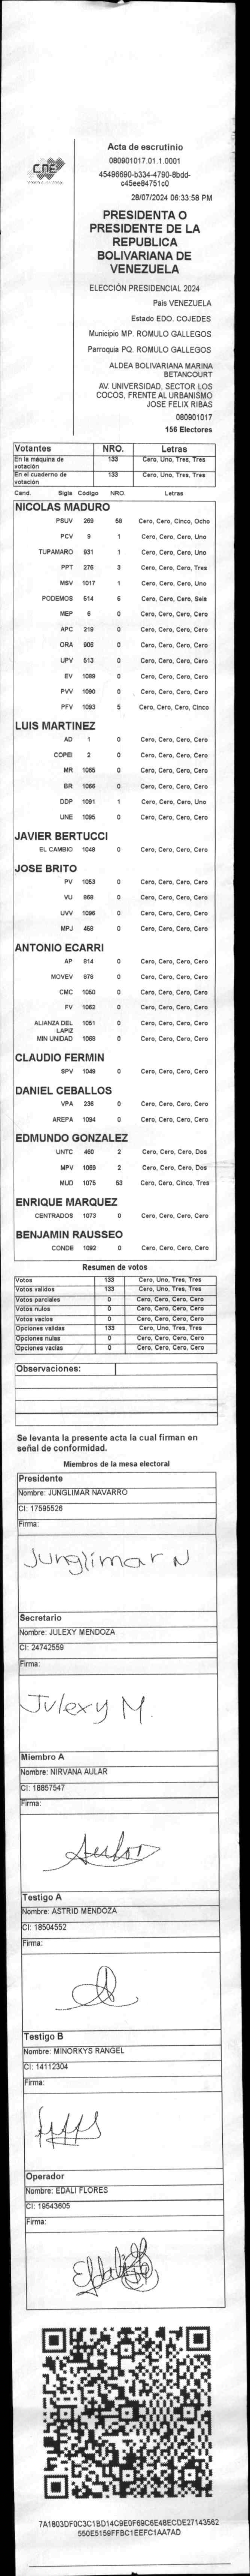 CNE
Acta de escrutinio
080901017.01.1.0001
45496690-b334-4790-8bdd-
c45ee84751c0
28/07/2024 06:33:58 PM
PRESIDENTA O
PRESIDENTE DE LA
REPUBLICA
BOLIVARIANA DE
VENEZUELA
ELECCIÓN PRESIDENCIAL 2024
Pais VENEZUELA
Estado EDO. COJEDES
Municipio MP. ROMULO GALLEGOS
Parroquia PQ. ROMULO GALLEGOS
ALDEA BOLIVARIANA MARINA
BETANCOURT
AV. UNIVERSIDAD, SECTOR LOS
COCOS, FRENTE AL URBANISMO
JOSE FELIX RIBAS
080901017
156 Electores
Votantes NRO. Letras
En la máquina de votación 133 Cero, Uno, Tres, Tres
En el cuaderno de votación 133 Cero, Uno, Tres, Tres
Cand. Sigla Código NRO. Letras
NICOLAS MADURO
PSUV 269 58 Cero, Cero, Cinco, Ocho
PCV 9 1 Cero, Cero, Cero, Uno
TUPAMARO 931 1 Cero, Cero, Cero, Uno
PPT 276 3 Cero, Cero, Cero, Tres
MSV 1017 1 Cero, Cero, Cero, Uno
PODEMOS 514 6 Cero, Cero, Cero, Seis
MEP 6 0 Cero, Cero, Cero, Cero
APC 219 0 Cero, Cero, Cero, Cero
ORA 906 0 Cero, Cero, Cero, Cero
UPV 513 0 Cero, Cero, Cero, Cero
EV 1089 0 Cero, Cero, Cero, Cero
PVV 1090 0 Cero, Cero, Cero, Cero
PFV 1093 5 Cero, Cero, Cero, Cinco
LUIS MARTINEZ
AD 1 0 Cero, Cero, Cero, Cero
COPEI 2 0 Cero, Cero, Cero, Cero
MR 1065 0 Cero, Cero, Cero, Cero
BR 1066 0 Cero, Cero, Cero, Cero
DDP 1091 1 Cero, Cero, Cero, Uno
UNE 1095 0 Cero, Cero, Cero, Cero
JAVIER BERTUCCI
EL CAMBIO 1048 0 Cero, Cero, Cero, Cero
JOSE BRITO
PV 1053 0 Cero, Cero, Cero, Cero
VU 868 0 Cero, Cero, Cero, Cero
UVV 1096 0 Cero, Cero, Cero, Cero
MPJ 458 0 Cero, Cero, Cero, Cero
ANTONIO ECARRI
AP 814 0 Cero, Cero, Cero, Cero
MOVEV 679 0 Cero, Cero, Cero, Cero
CMC 1050 0 Cero, Cero, Cero, Cero
FV 1062 0 Cero, Cero, Cero, Cero
ALIANZA DEL LAPIZ 1051 0 Cero, Cero, Cero, Cero
MIN UNIDAD 1068 0 Cero, Cero, Cero, Cero
CLAUDIO FERMIN
SPV 1049 0 Cero, Cero, Cero, Cero
DANIEL CEBALLOS
VPA 236 0 Cero, Cero, Cero, Cero
AREPA 1094 0 Cero, Cero, Cero, Cero
EDMUNDO GONZALEZ
UNTC 460 2 Cero, Cero, Cero, Dos
MPV 1069 2 Cero, Cero, Cero, Dos
MUD 1075 53 Cero, Cero, Cinco, Tres
ENRIQUE MARQUEZ
CENTRADOS 1073 0 Cero, Cero, Cero, Cero
BENJAMIN RAUSSEO
CONDE 1092 0 Cero, Cero, Cero, Cero
Resumen de votos
Votos 133 Cero, Uno, Tres, Tres
Votos validos 133 Cero, Uno, Tres, Tres
Votos parciales 0 Cero, Cero, Cero, Cero
Votos nulos 0 Cero, Cero, Cero, Cero
Votos vacios 0 Cero, Cero, Cero, Cero
Opciones validas 133 Cero, Uno, Tres, Tres
Opciones nulas 0 Cero, Cero, Cero, Cero
Opciones vacias 0 Cero, Cero, Cero, Cero
Observaciones:
Se levanta la presente acta la cual firman en
señal de conformidad.
Miembros de la mesa electoral
Presidente
Nombre: JUNGLIMAR NAVARRO
CI: 17595526
Firma:
Junglimar N
Secretario
Nombre: JULEXY MENDOZA
CI: 24742559
Firma:
Julexy M.
Miembro A
Nombre: NIRVANA AULAR
CI: 18857547
Firma:
Testigo A
Nombre: ASTRID MENDOZA
CI: 18504552
Firma:
Testigo B
Nombre: MINORKYS RANGEL
CI: 14112304
Firma:
Operador
Nombre: EDALI FLORES
CI: 19543605
Firma:
7A1803DF0C3C1BD14C9E0F69C6E48ECDE27143562
550E5159FFBC1EEFC1AA7AD